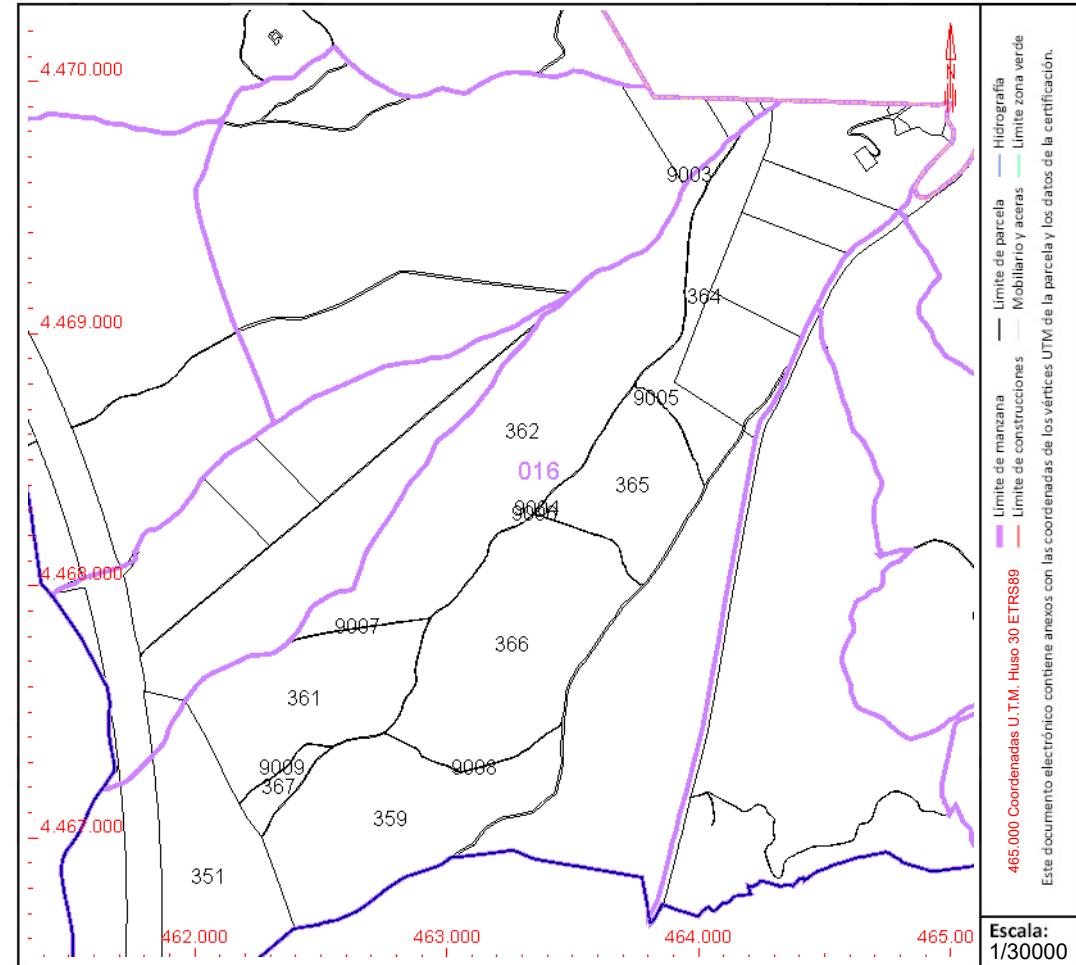 4.470.000
9003
4.469.000
364
9005
362
016
365
9004
4.468.000
9007
366
361
9009
9008
367
359
4.467.000
351
462.000
463.000
464.000
465.00
N
Límite de manzana
Límite de parcela
Hidrografía
Límite de construcciones
Mobiliario y aceras
Límite zona verde
465.000 Coordenadas U.T.M. Huso 30 ETRS89
Este documento electrónico contiene anexos con las coordenadas de los vértices UTM de la parcela y los datos de la certificación.
Escala:
1/30000